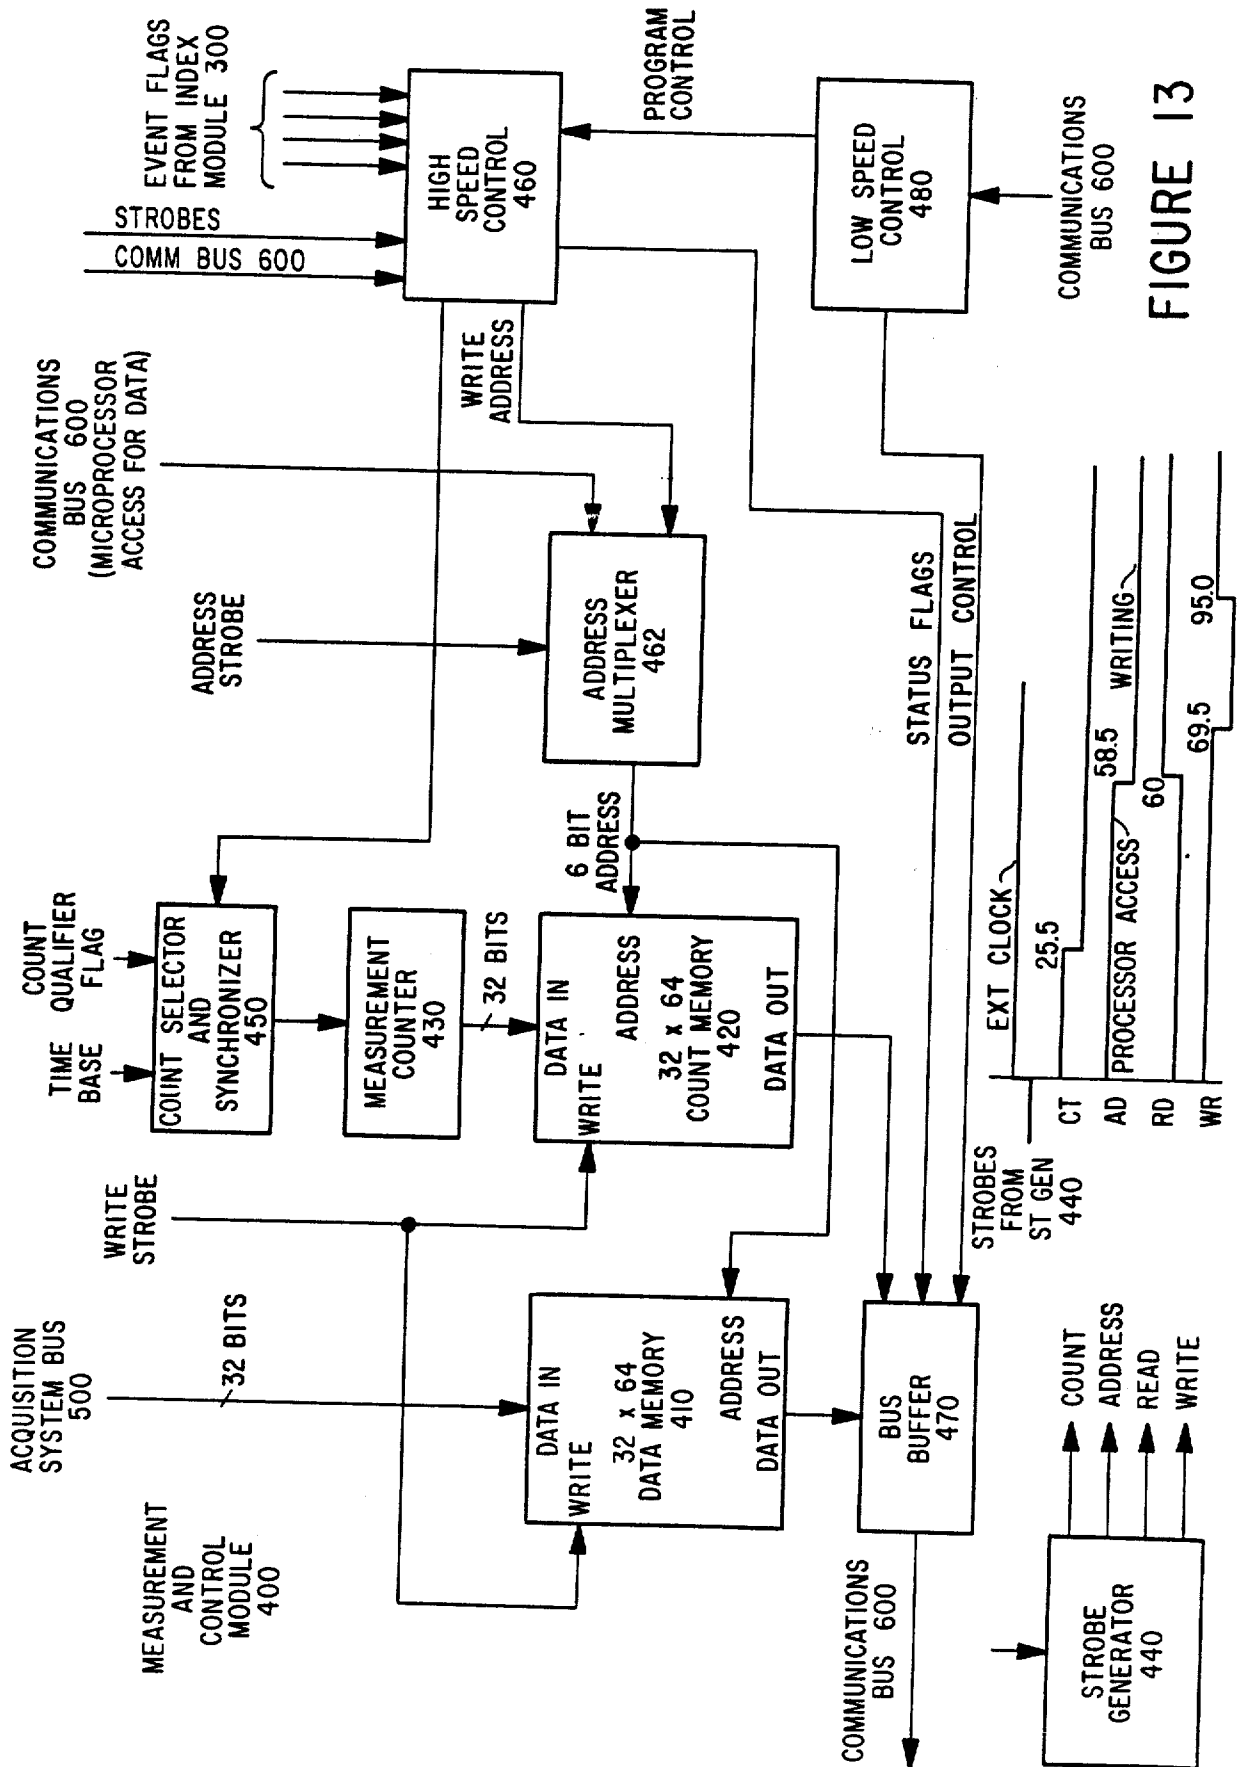 EVENT FLAGS
FROM INDEX
MODULE 300
STROBES
COMM BUS 600
HIGH
SPEED
CONTROL
460
PROGRAM
CONTROL
LOW SPEED
CONTROL
480
COMMUNICATIONS
BUS 600
FIGURE 13
COMMUNICATIONS
BUS 600
(MICROPROCESSOR
ACCESS FOR DATA)
WRITE
ADDRESS
ADDRESS
STROBE
ADDRESS
MULTIPLEXER
462
6 BIT
ADDRESS
STATUS FLAGS
OUTPUT CONTROL
COUNT
QUALIFIER
FLAG
TIME
BASE
COUNT SELECTOR
AND
SYNCHRONIZER
450
MEASUREMENT
COUNTER
430
32 BITS
DATA IN
WRITE
ADDRESS
32 x 64
COUNT MEMORY
420
DATA OUT
WRITE
STROBE
ACQUISITION
SYSTEM BUS
500
32 BITS
DATA IN
WRITE
32 x 64
DATA MEMORY
410
ADDRESS
DATA OUT
BUS
BUFFER
470
COMMUNICATIONS
BUS 600
MEASUREMENT
AND
CONTROL
MODULE
400
STROBE
GENERATOR
440
COUNT
ADDRESS
READ
WRITE
STROBES
FROM
ST GEN
440
EXT CLOCK
CT
25.5
AD
PROCESSOR ACCESS
58.5
WRITING
RD
60
WR
69.5
95.0